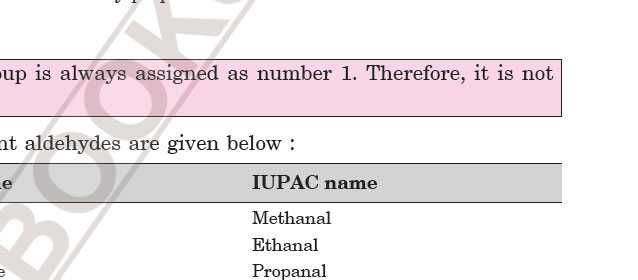 oup is always assigned as number 1. Therefore, it is not
nt aldehydes are given below :
e IUPAC name
Methanal
Ethanal
e Propanal
BOOK